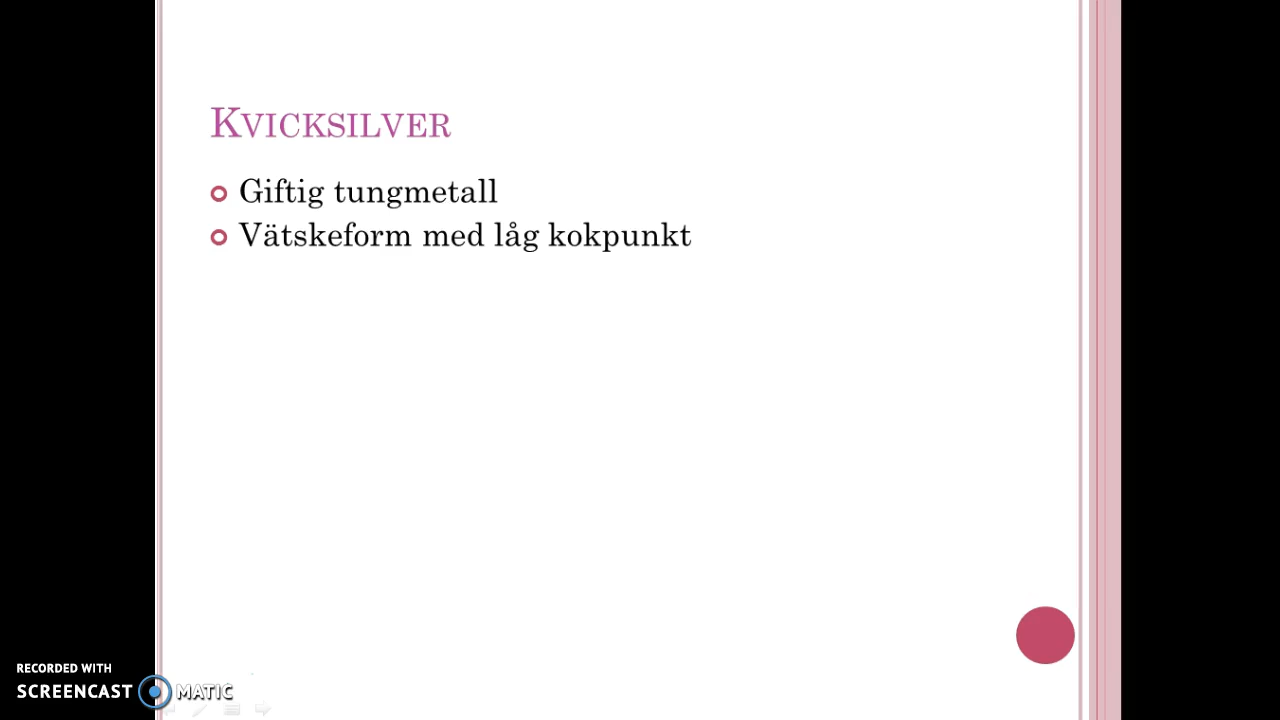 Kvicksilver
Giftig tungmetall
Vätskeform med låg kokpunkt
RECORDED WITH
SCREENCAST MATIC